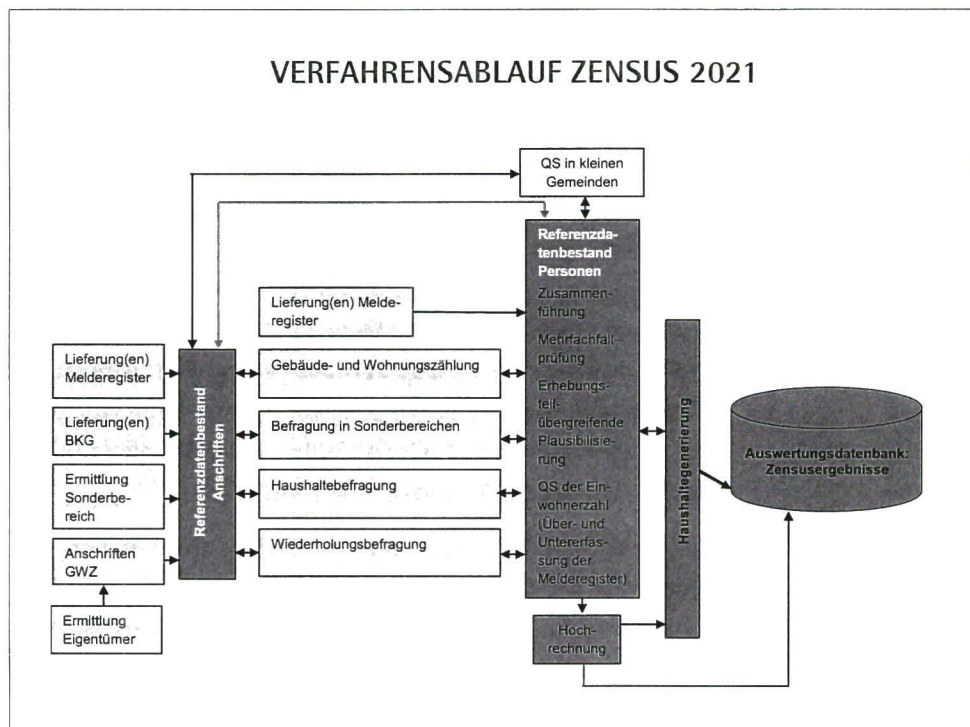 VERFAHRENSABLAUF ZENSUS 2021
QS in kleinen
Gemeinden
Referenzda-
tenbestand
Personen
Zusammen-
führung
Mehrfachfall-
prüfung
Erhebungs-
teil-
übergreifende
Plausibilisie-
rung
QS der Ein-
wohnerzahl
(Über- und
Untererfas-
sung der
Melderegister)
Lieferung(en) Melde-
register
Lieferung(en)
Melderegister
Lieferung(en)
BKG
Ermittlung
Sonderbe-
reich
Anschriften
GWZ
Ermittlung
Eigentümer
Referenzdatenbestand
Anschriften
Gebäude- und Wohnungszählung
Befragung in Sonderbereichen
Haushaltebefragung
Wiederholungsbefragung
Hoch-
rechnung
Haushaltegenerierung
Auswertungsdatenbank:
Zensusergebnisse